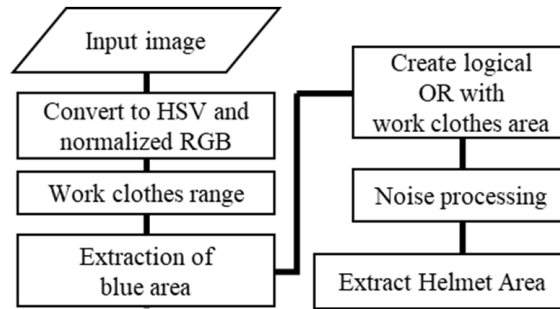 Input image
Convert to HSV and
normalized RGB
Work clothes range
Extraction of
blue area
Create logical
OR with
work clothes area
Noise processing
Extract Helmet Area